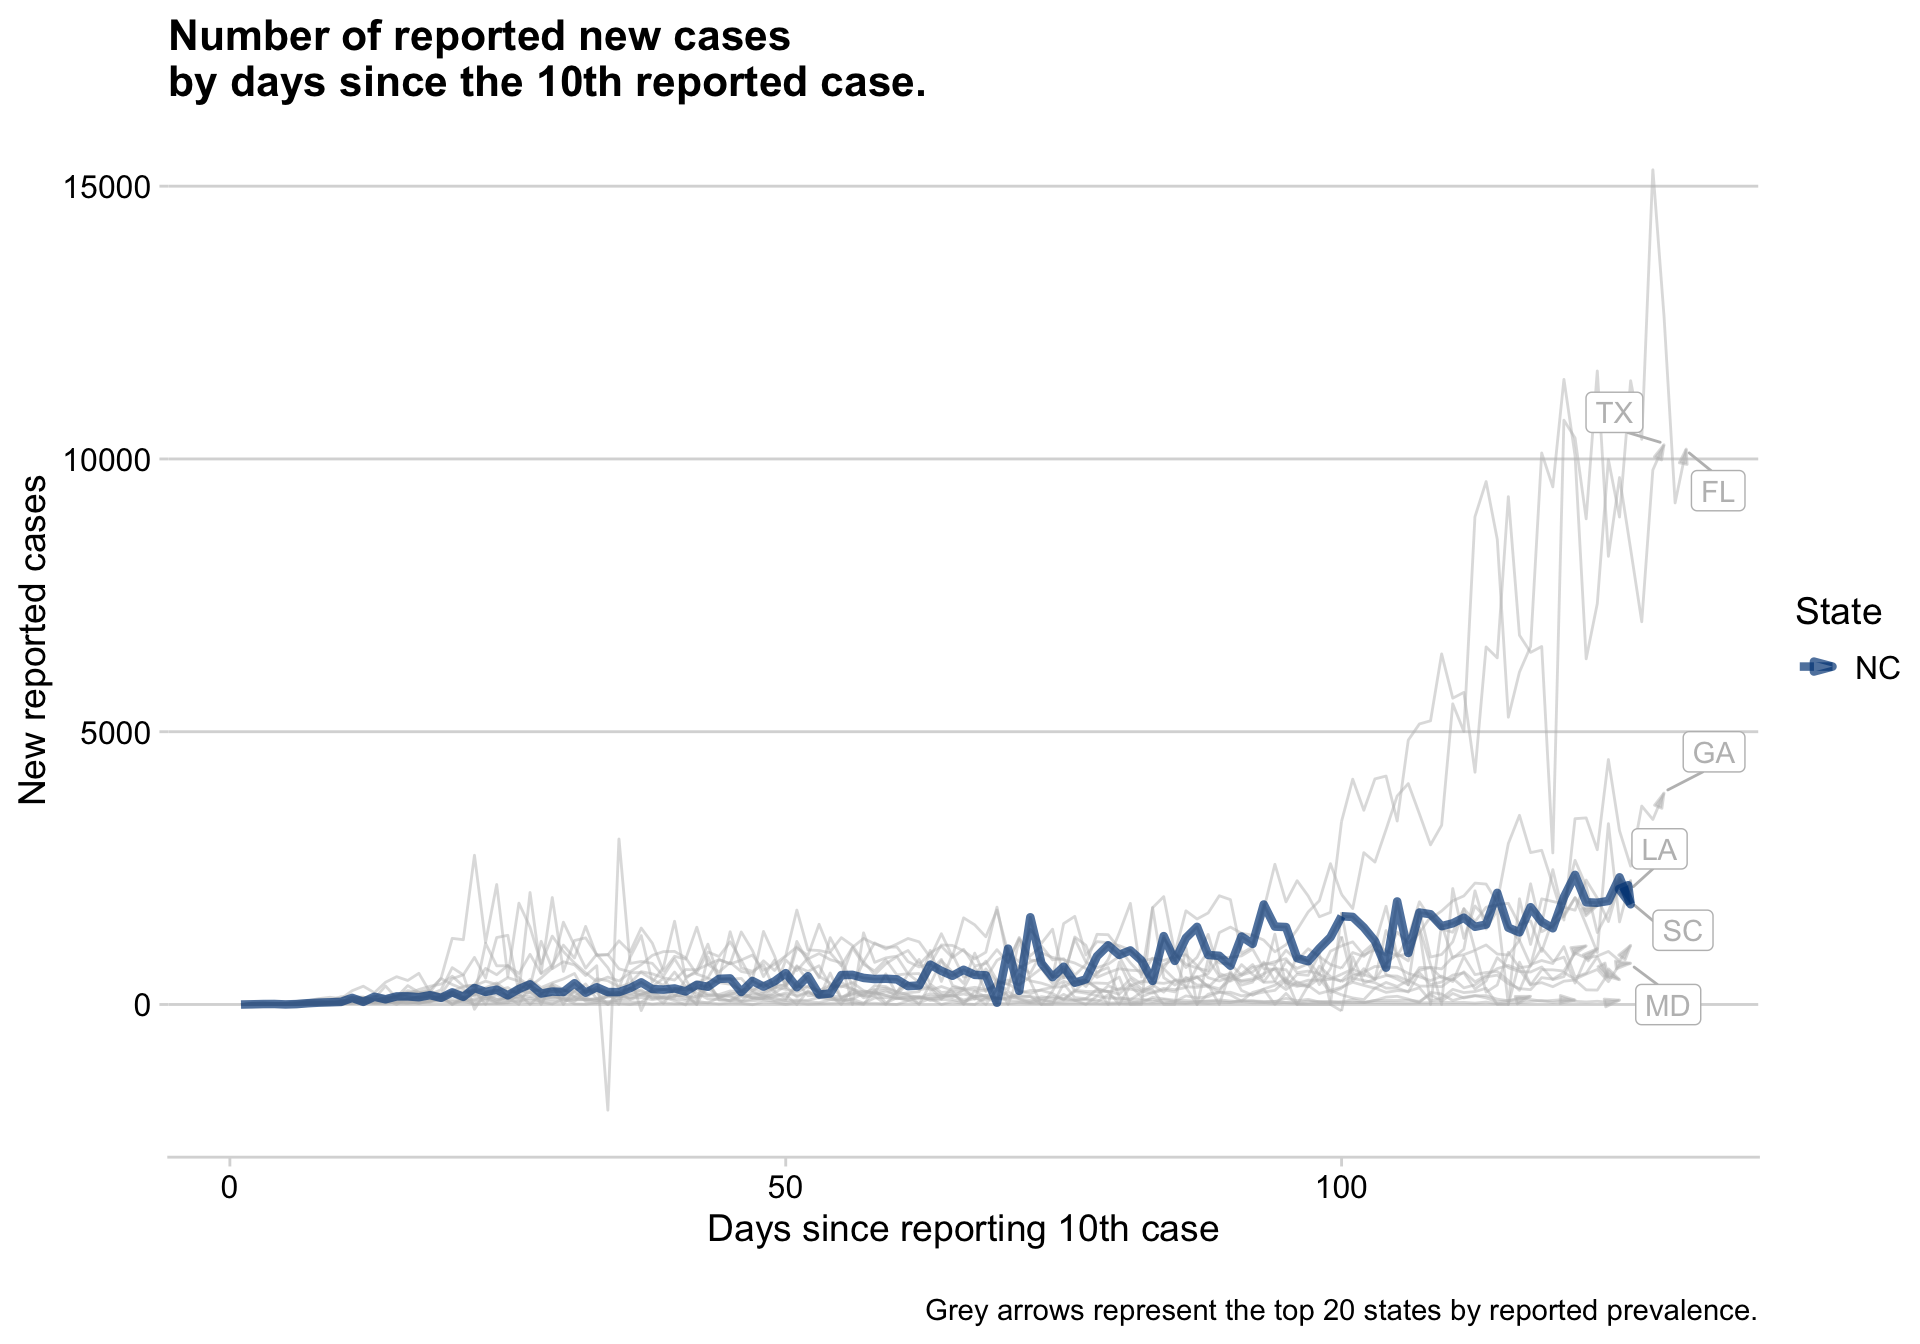 Number of reported new cases
by days since the 10th reported case.
15000
10000
5000
0
New reported cases
TX
FL
GA
LA
SC
MD
State
NC
0
50
100
Days since reporting 10th case
Grey arrows represent the top 20 states by reported prevalence.